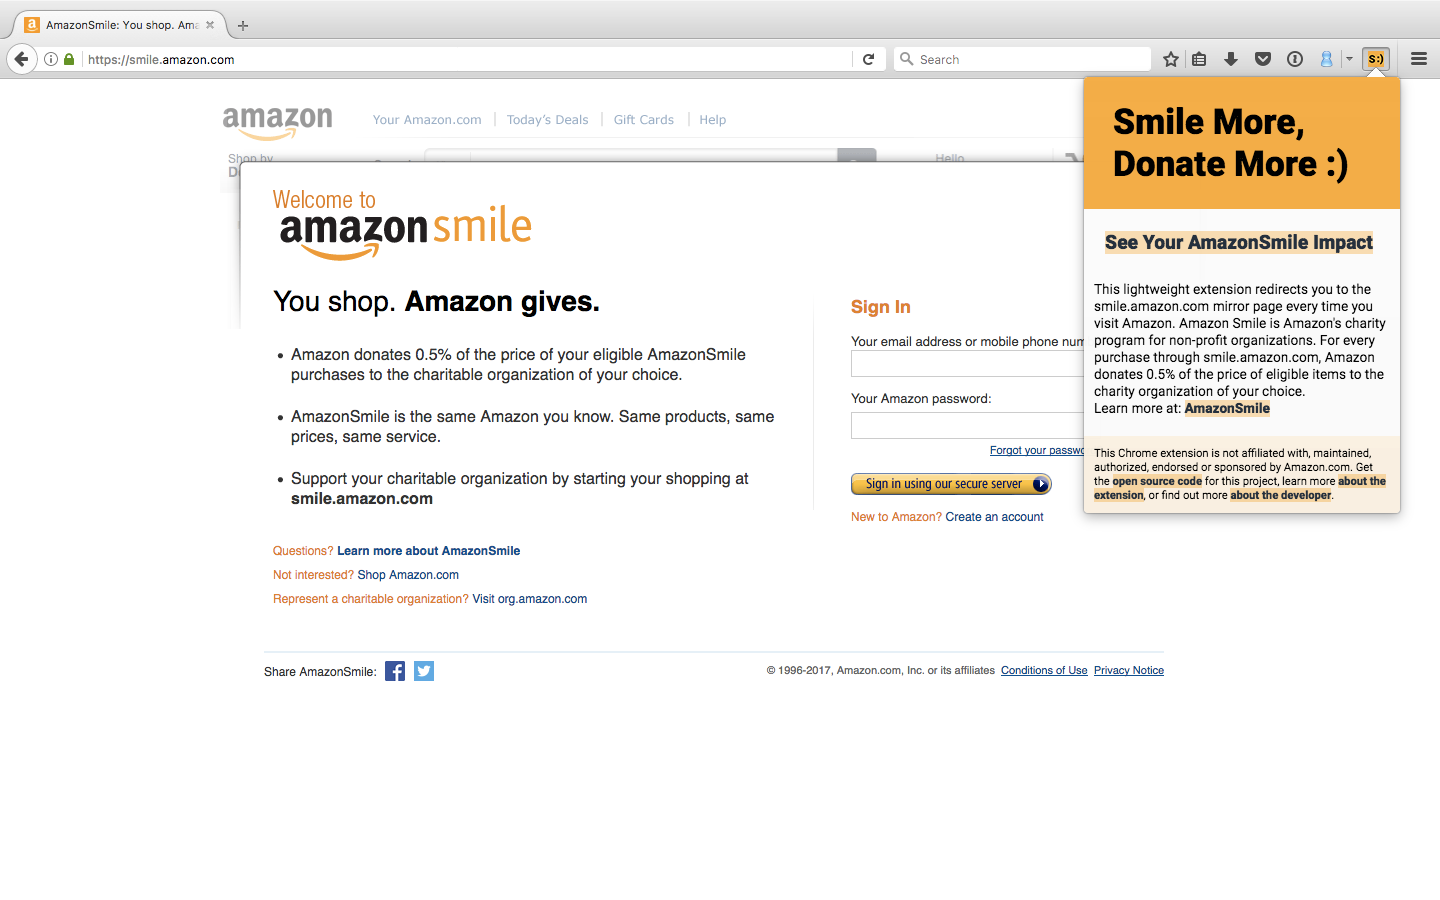 AmazonSmile: You shop. Ama
https://smile.amazon.com
Search
S:)
amazon
Your Amazon.com
Today's Deals
Gift Cards
Help
Shop by
Hello
Smile More,
Donate More :)
See Your AmazonSmile Impact
This lightweight extension redirects you to the
smile.amazon.com mirror page every time you
visit Amazon. Amazon Smile is Amazon's charity
program for non-profit organizations. For every
purchase through smile.amazon.com, Amazon
donates 0.5% of the price of eligible items to the
charity organization of your choice.
Learn more at: AmazonSmile
This Chrome extension is not affiliated with, maintained,
authorized, endorsed or sponsored by Amazon.com. Get
the open source code for this project, learn more about the
extension, or find out more about the developer.
Welcome to
amazonsmile
You shop. Amazon gives.
• Amazon donates 0.5% of the price of your eligible AmazonSmile
purchases to the charitable organization of your choice.
• AmazonSmile is the same Amazon you know. Same products, same
prices, same service.
• Support your charitable organization by starting your shopping at
smile.amazon.com
Questions? Learn more about AmazonSmile
Not interested? Shop Amazon.com
Represent a charitable organization? Visit org.amazon.com
Sign In
Your email address or mobile phone num
Your Amazon password:
Forgot your passwo
Sign in using our secure server
New to Amazon? Create an account
Share AmazonSmile:
© 1996-2017, Amazon.com, Inc. or its affiliates Conditions of Use Privacy Notice